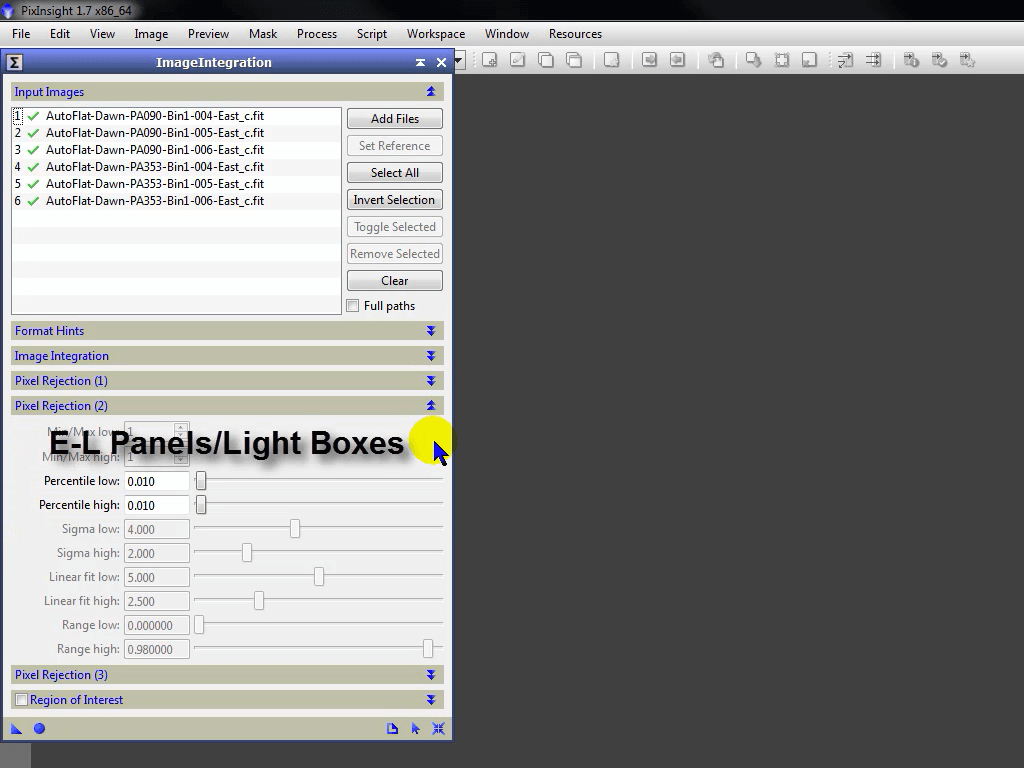 PixInsight 1.7 x86_64
File Edit View Image Preview Mask Process Script Workspace Window Resources
ImageIntegration
Input Images
1 AutoFlat-Dawn-PA090-Bin1-004-East_c.fit
2 AutoFlat-Dawn-PA090-Bin1-005-East_c.fit
3 AutoFlat-Dawn-PA090-Bin1-006-East_c.fit
4 AutoFlat-Dawn-PA353-Bin1-004-East_c.fit
5 AutoFlat-Dawn-PA353-Bin1-005-East_c.fit
6 AutoFlat-Dawn-PA353-Bin1-006-East_c.fit
Add Files
Set Reference
Select All
Invert Selection
Toggle Selected
Remove Selected
Clear
Full paths
Format Hints
Image Integration
Pixel Rejection (1)
Pixel Rejection (2)
Min/Max low: 1
E-L Panels/Light Boxes
Min/Max high: 1
Percentile low: 0.010
Percentile high: 0.010
Sigma low: 4.000
Sigma high: 2.000
Linear fit low: 5.000
Linear fit high: 2.500
Range low: 0.000000
Range high: 0.980000
Pixel Rejection (3)
Region of Interest